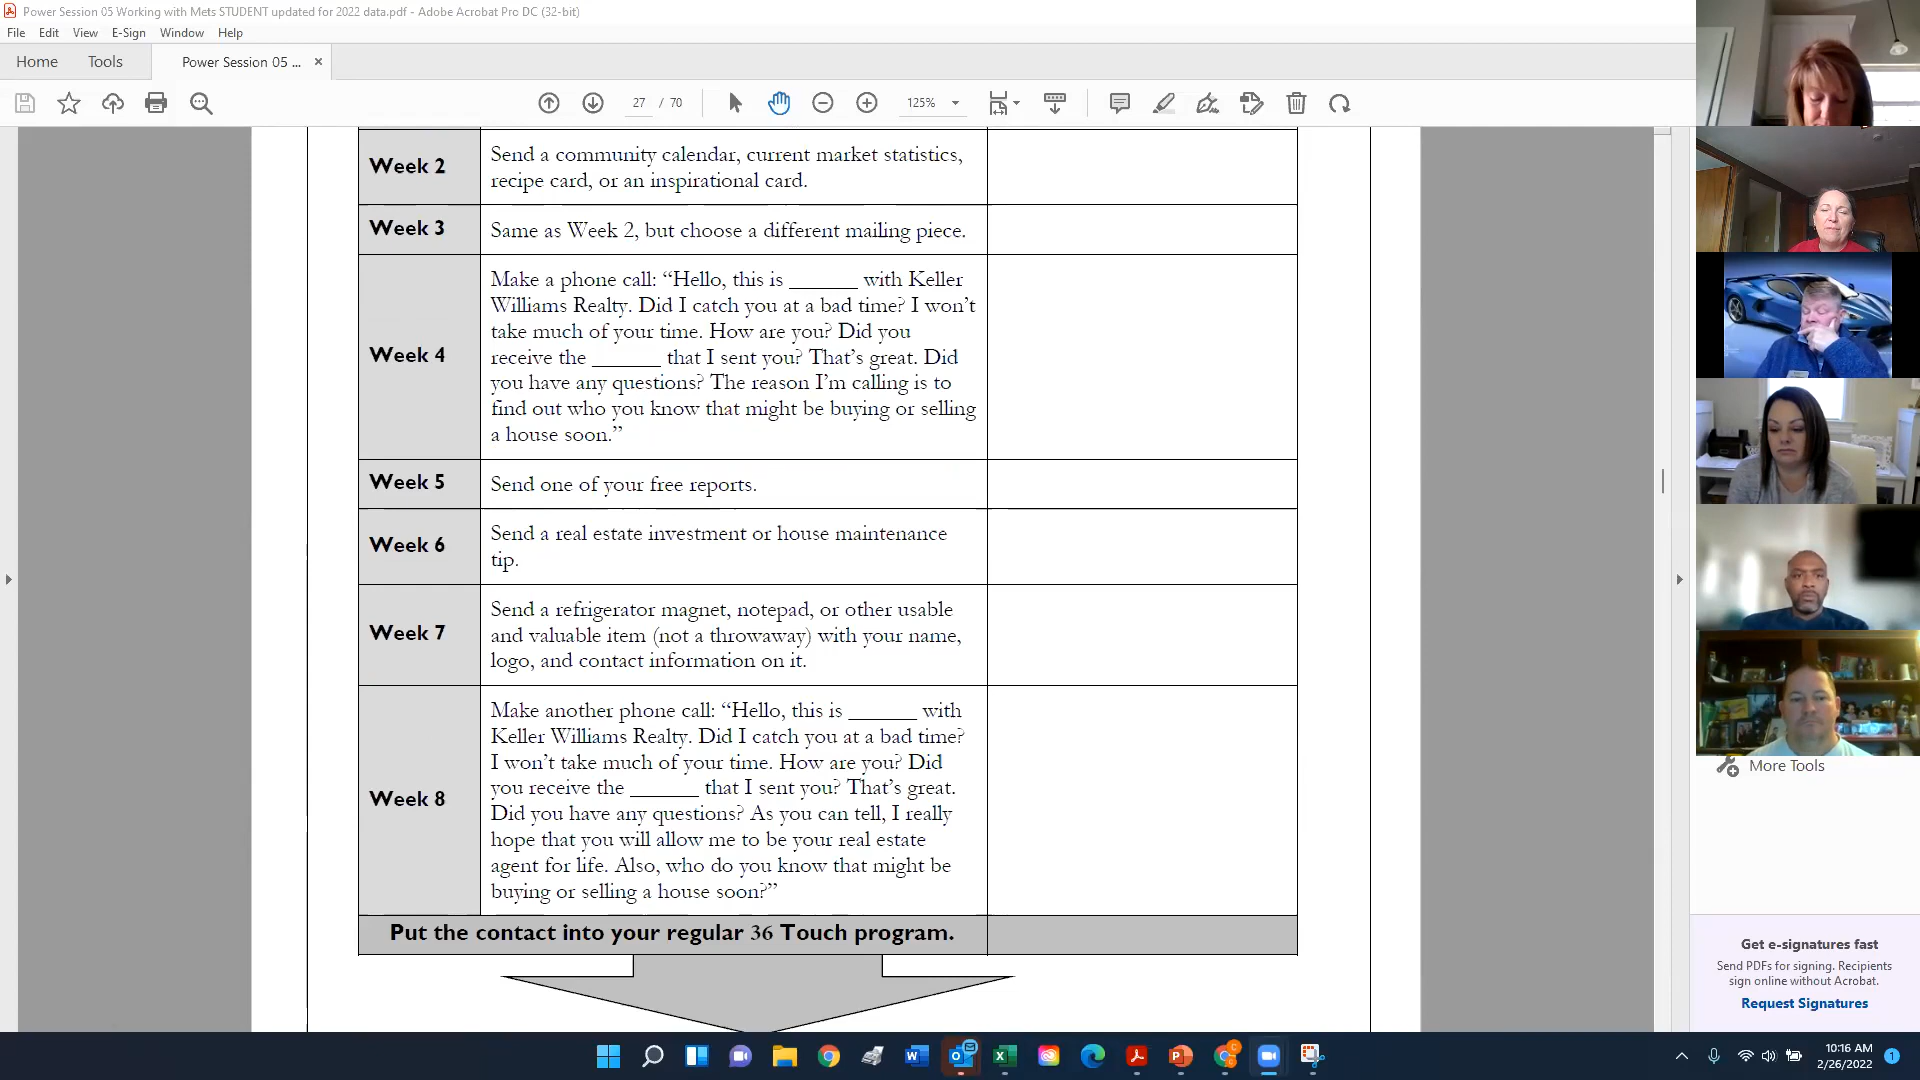 Power Session 05 Working with Mets STUDENT updated for 2022 data.pdf - Adobe Acrobat Pro DC (32-bit)
File Edit View E-Sign Window Help
Home Tools Power Session 05 ... ×
27 / 70 125%
Week 2
Send a community calendar, current market statistics,
recipe card, or an inspirational card.
Week 3
Same as Week 2, but choose a different mailing piece.
Week 4
Make a phone call: “Hello, this is ______ with Keller
Williams Realty. Did I catch you at a bad time? I won’t
take much of your time. How are you? Did you
receive the ______ that I sent you? That’s great. Did
you have any questions? The reason I’m calling is to
find out who you know that might be buying or selling
a house soon.”
Week 5
Send one of your free reports.
Week 6
Send a real estate investment or house maintenance
tip.
Week 7
Send a refrigerator magnet, notepad, or other usable
and valuable item (not a throwaway) with your name,
logo, and contact information on it.
Week 8
Make another phone call: “Hello, this is ______ with
Keller Williams Realty. Did I catch you at a bad time?
I won’t take much of your time. How are you? Did
you receive the ______ that I sent you? That’s great.
Did you have any questions? As you can tell, I really
hope that you will allow me to be your real estate
agent for life. Also, who do you know that might be
buying or selling a house soon?”
Put the contact into your regular 36 Touch program.
More Tools
Get e-signatures fast
Send PDFs for signing. Recipients
sign online without Acrobat.
Request Signatures
10:16 AM
2/26/2022
1